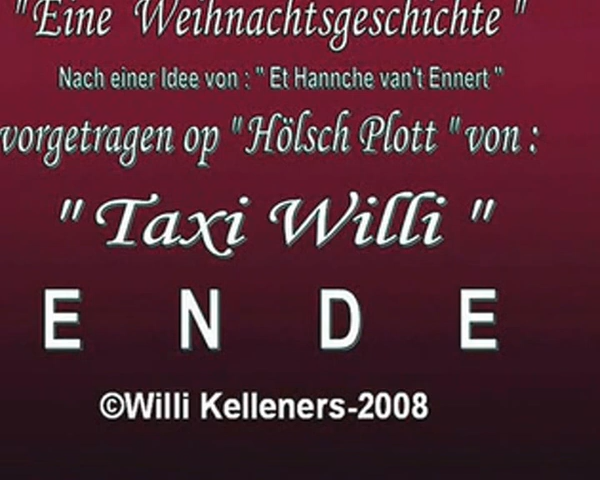 "Eine Weihnachtsgeschichte"
Nach einer Idee von : " Et Hannche van't Ennert "
vorgetragen op "Hölsch Plott " von :
" Taxi Willi "
E N D E
©Willi Kelleners-2008